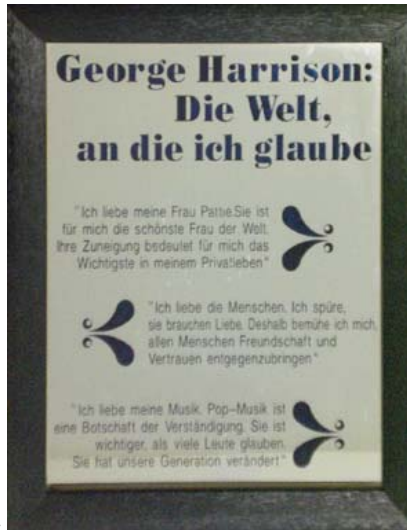 George Harrison:
Die Welt,
an die ich glaube
"Ich liebe meine Frau Pattie.Sie ist
für mich die schönste Frau der Welt.
Ihre Zuneigung bedeutet für mich das
Wichtigste in meinem Privatleben"
"Ich liebe die Menschen. Ich spüre,
sie brauchen Liebe. Deshalb bemühe ich mich,
allen Menschen Freundschaft und
Vertrauen entgegenzubringen"
"Ich liebe meine Musik. Pop-Musik ist
eine Botschaft der Verständigung. Sie ist
wichtiger, als viele Leute glauben.
Sie hat unsere Generation verändert"